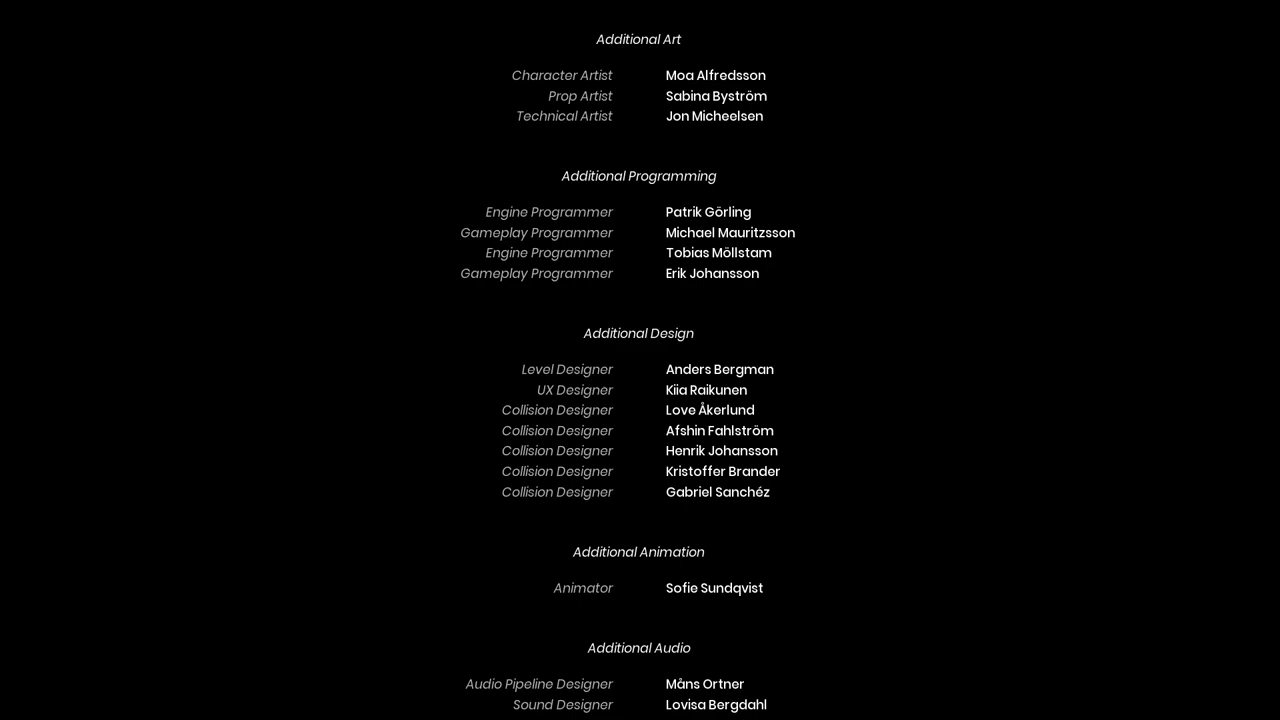 Additional Art
Character Artist Moa Alfredsson
Prop Artist Sabina Byström
Technical Artist Jon Micheelsen
Additional Programming
Engine Programmer Patrik Görling
Gameplay Programmer Michael Mauritzsson
Engine Programmer Tobias Möllstam
Gameplay Programmer Erik Johansson
Additional Design
Level Designer Anders Bergman
UX Designer Kiia Raikunen
Collision Designer Love Åkerlund
Collision Designer Afshin Fahlström
Collision Designer Henrik Johansson
Collision Designer Kristoffer Brander
Collision Designer Gabriel Sanchéz
Additional Animation
Animator Sofie Sundqvist
Additional Audio
Audio Pipeline Designer Måns Ortner
Sound Designer Lovisa Bergdahl